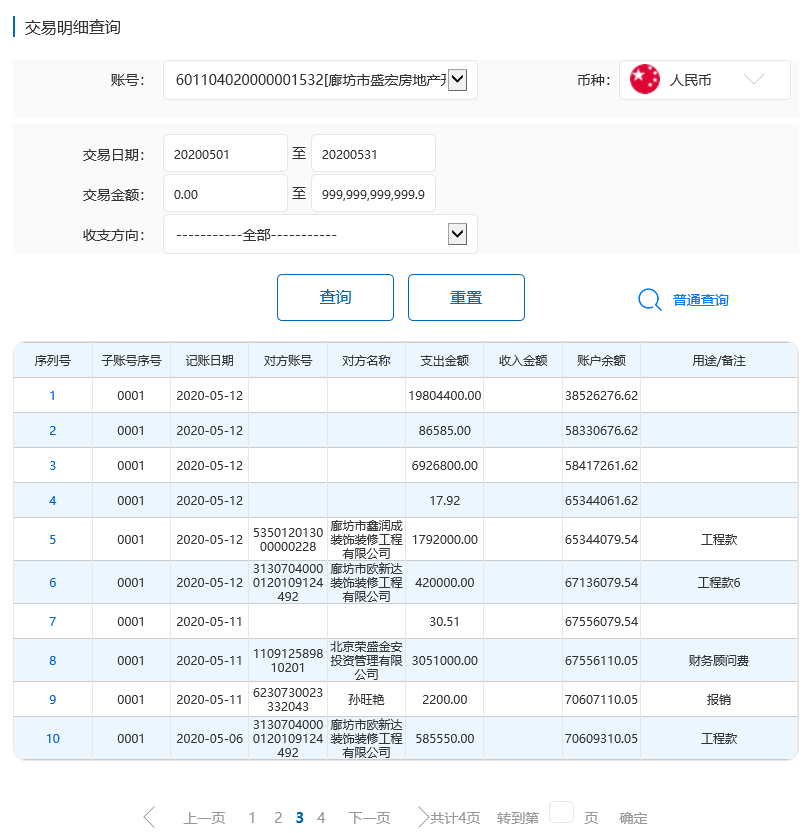 交易明细查询
账号： 601104020000001532[廊坊市盛宏房地产 币种： 人民币
交易日期： 20200501 至 20200531
交易金额： 0.00 至 999,999,999,999.9
收支方向： -----------全部-----------
查询 重置 普通查询
序列号 子账号序号 记账日期 对方账号 对方名称 支出金额 收入金额 账户余额 用途/备注
1 0001 2020-05-12 19804400.00 38526276.62
2 0001 2020-05-12 86585.00 58330676.62
3 0001 2020-05-12 6926800.00 58417261.62
4 0001 2020-05-12 17.92 65344061.62
廊坊市鑫润成
5 0001 2020-05-12 5350120130 装饰装修工程 1792000.00 65344079.54 工程款
00000228 有限公司
3130704000 廊坊市欧新达
6 0001 2020-05-12 0120109124 装饰装修工程 420000.00 67136079.54 工程款6
492 有限公司
7 0001 2020-05-11 30.51 67556079.54
北京荣盛金安
8 0001 2020-05-11 1109125898 投资管理有限 3051000.00 67556110.05 财务顾问费
10201 公司
6230730023
9 0001 2020-05-11 332043 孙旺艳 2200.00 70607110.05 报销
3130704000 廊坊市欧新达
10 0001 2020-05-06 0120109124 装饰装修工程 585550.00 70609310.05 工程款
492 有限公司
上一页 1 2 3 4 下一页 共计4页 转到第 页 确定